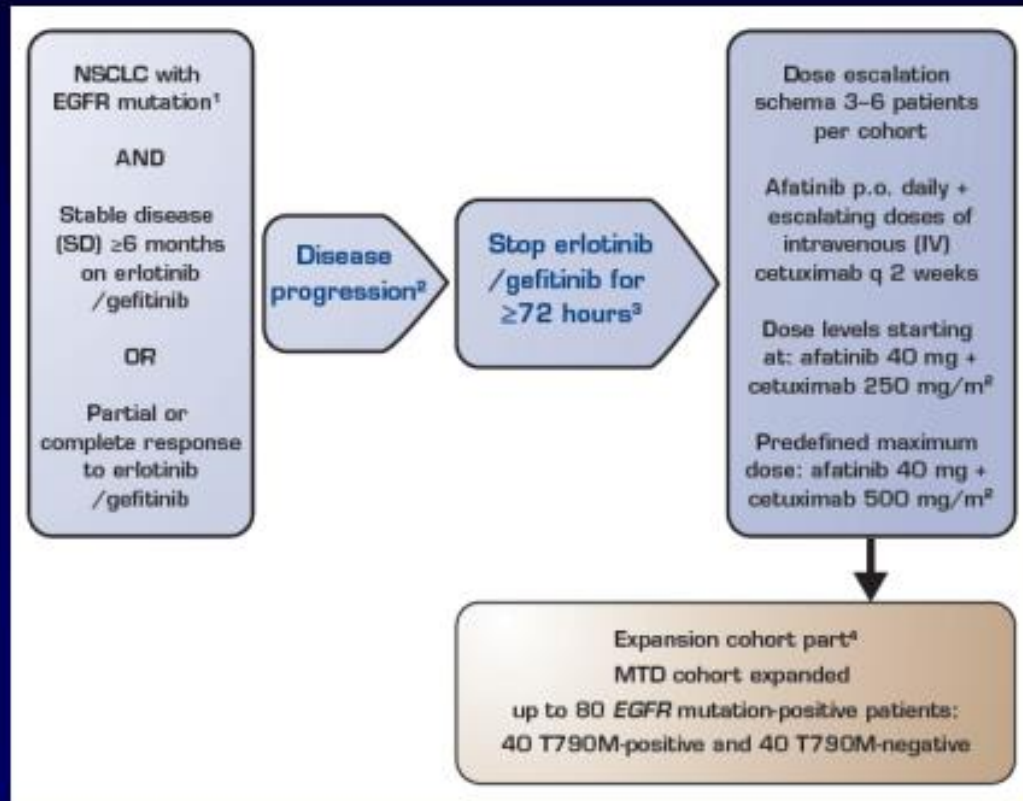 NSCLC with
EGFR mutation¹
AND
Stable disease
(SD) ≥6 months
on erlotinib
/gefitinib
OR
Partial or
complete response
to erlotinib
/gefitinib
Disease
progression²
Stop erlotinib
/gefitinib for
≥72 hours³
Dose escalation
schema 3–6 patients
per cohort
Afatinib p.o. daily +
escalating doses of
intravenous (IV)
cetuximab q 2 weeks
Dose levels starting
at: afatinib 40 mg +
cetuximab 250 mg/m²
Predefined maximum
dose: afatinib 40 mg +
cetuximab 500 mg/m²
Expansion cohort part⁴
MTD cohort expanded
up to 80 EGFR mutation-positive patients:
40 T790M-positive and 40 T790M-negative